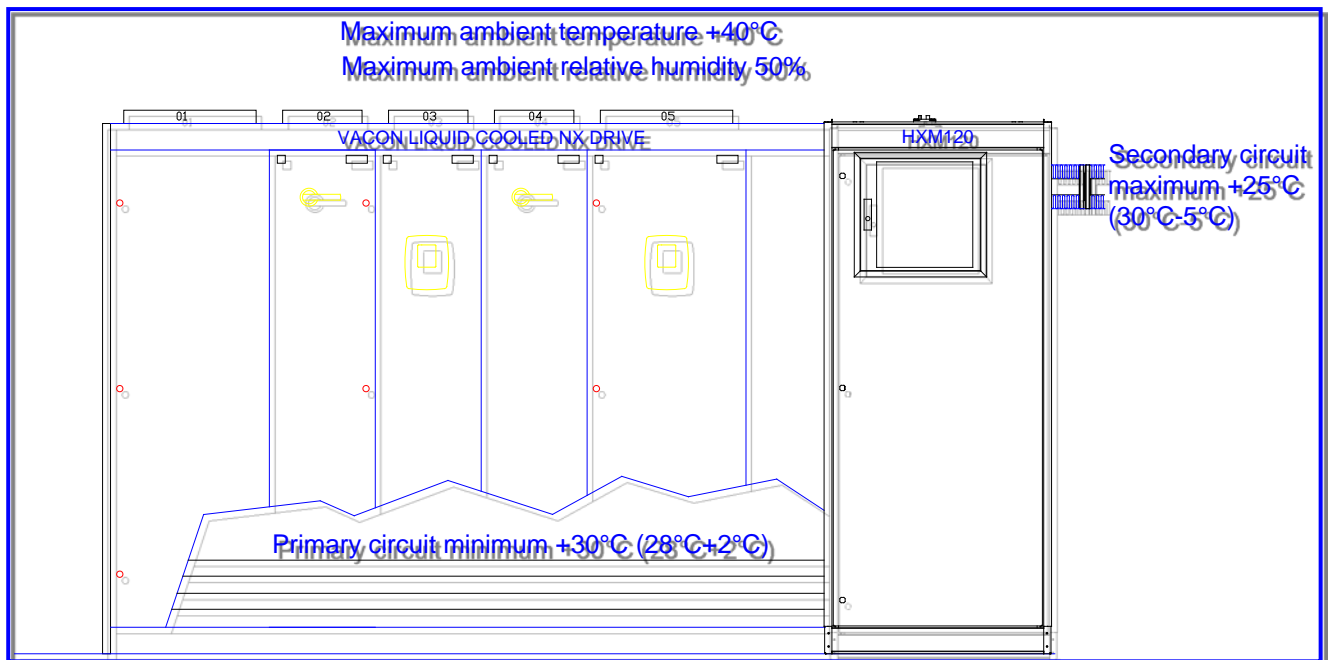 Maximum ambient temperature +40°C
Maximum ambient relative humidity 50%
01
02
03
04
05
VACON LIQUID COOLED NX DRIVE
HXM120
Secondary circuit
maximum +25°C
(30°C-5°C)
Primary circuit minimum +30°C (28°C+2°C)